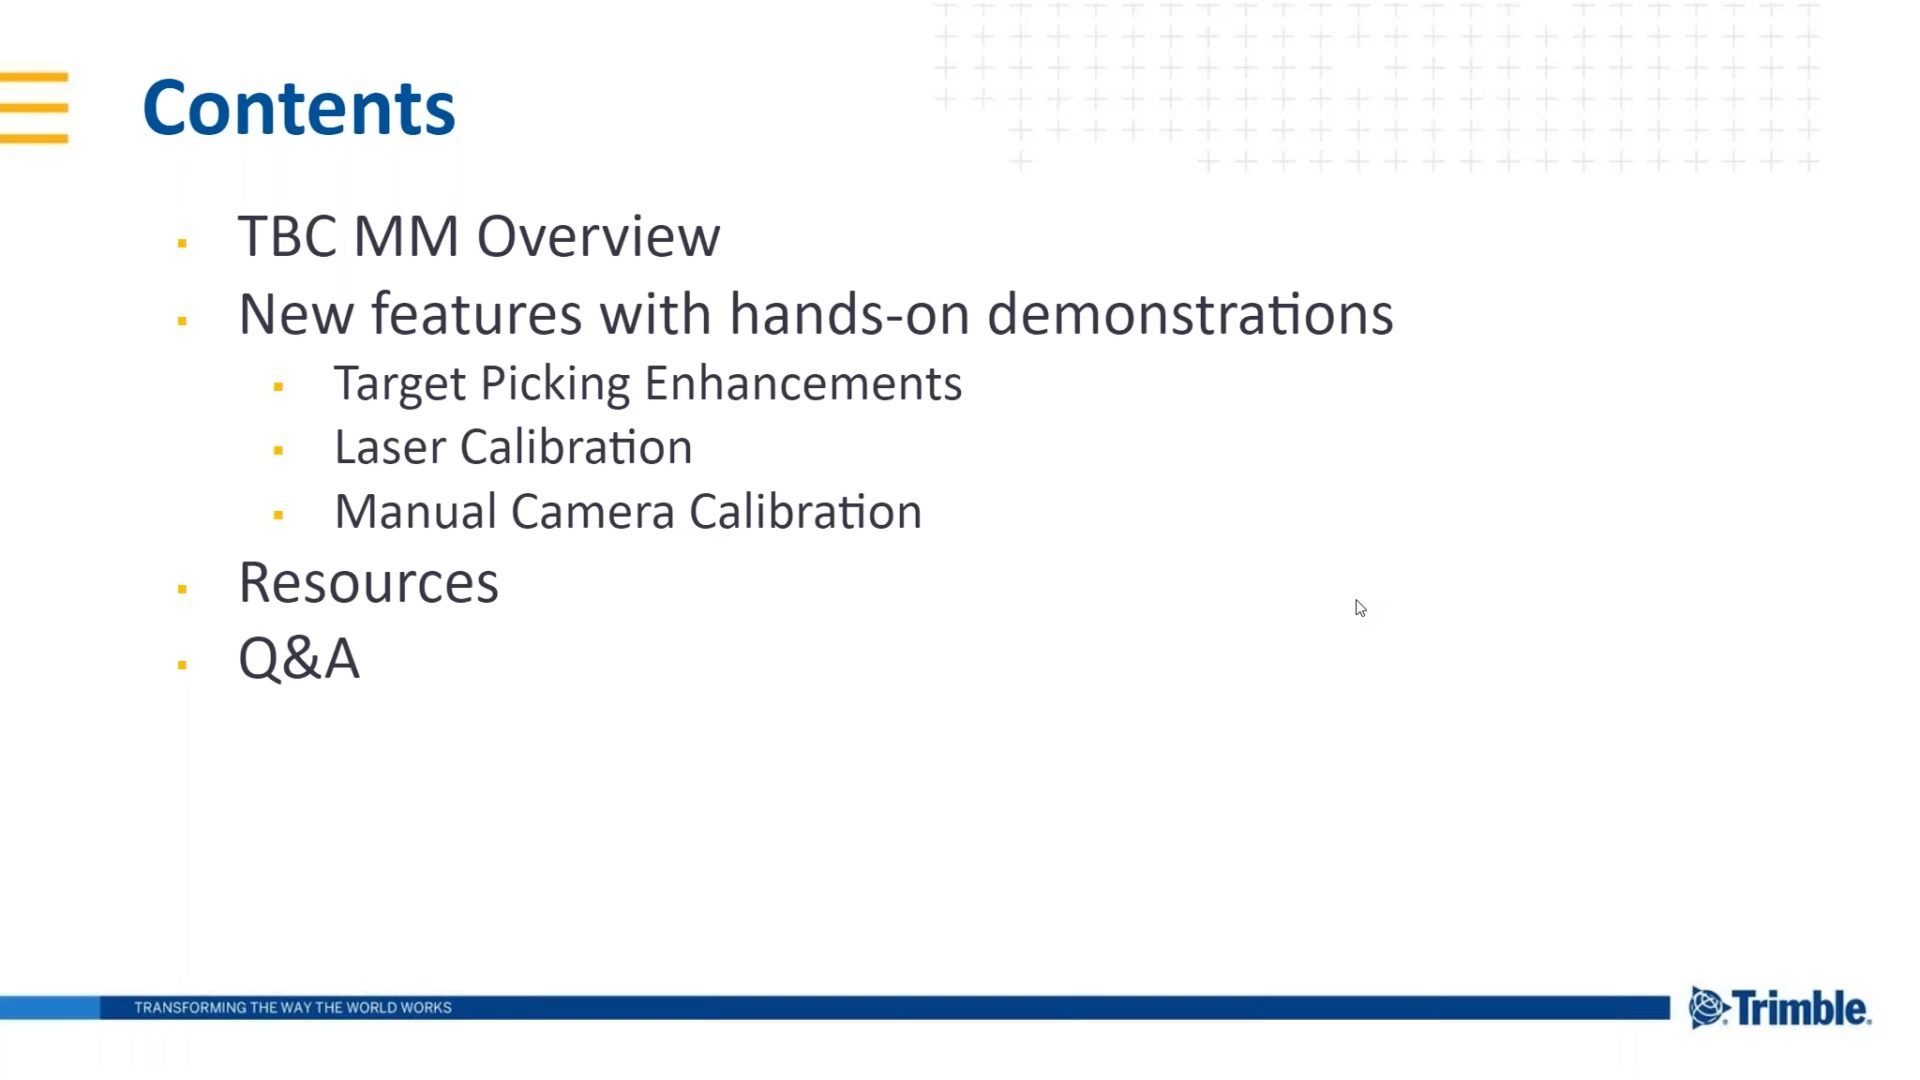 Contents
TBC MM Overview
New features with hands-on demonstrations
Target Picking Enhancements
Laser Calibration
Manual Camera Calibration
Resources
Q&A
TRANSFORMING THE WAY THE WORLD WORKS
Trimble.